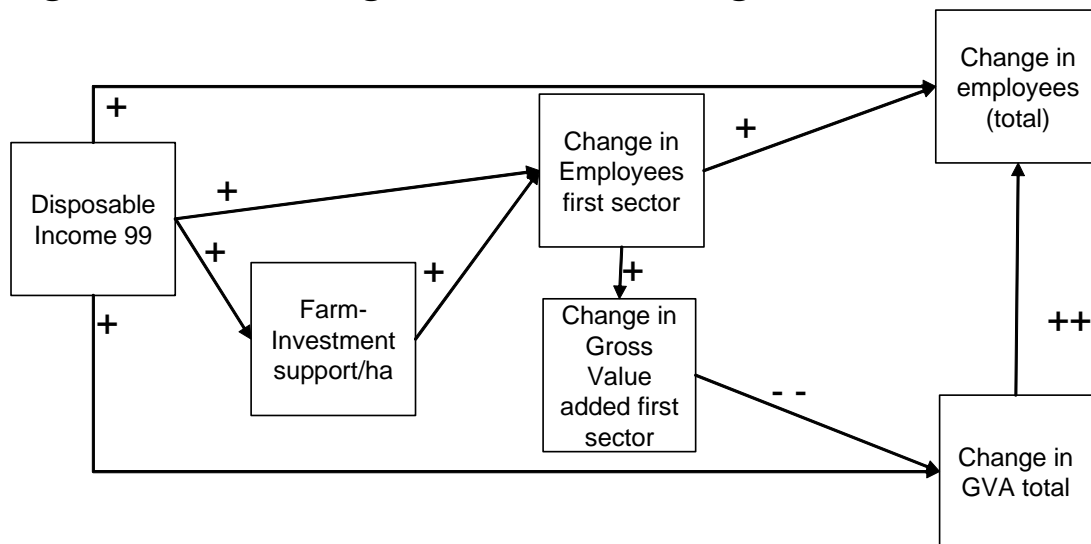 Change in
employees
(total)
+
Change in
Employees
first sector
+
Disposable
Income 99
+
+
+
+
Farm-
Investment
support/ha
+
Change in
Gross
Value
added first
sector
++
- -
Change in
GVA total